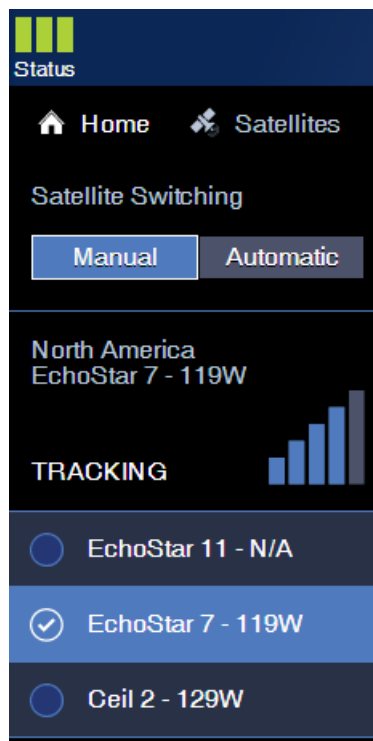 Status
Home Satellites
Satellite Switching
Manual Automatic
North America
EchoStar 7 - 119W
TRACKING
EchoStar 11 - N/A
EchoStar 7 - 119W
Ceil 2 - 129W